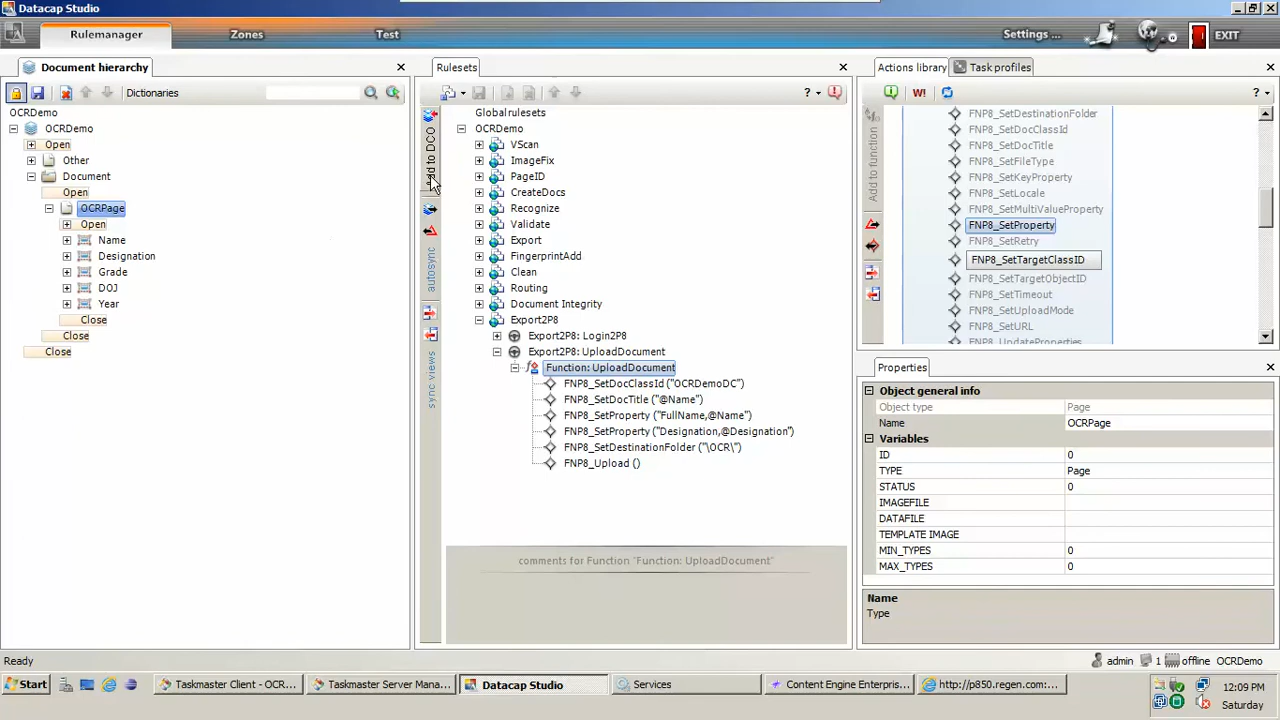 Datacap Studio
Rulemanager
Zones
Test
Settings ...
EXIT
Document hierarchy
Dictionaries
OCRDemo
OCRDemo
Open
Other
Document
Open
OCRPage
Open
Name
Designation
Grade
DOJ
Year
Close
Close
Close
Rulesets
?
Add to DCO
autosync
sync views
Global rulesets
OCRDemo
VScan
ImageFix
PageID
CreateDocs
Recognize
Validate
Export
FingerprintAdd
Clean
Routing
Document Integrity
Export2P8
Export2P8: Login2P8
Export2P8: UploadDocument
Function: UploadDocument
FNP8_SetDocClassId ("OCRDemoDC")
FNP8_SetDocTitle ("@Name")
FNP8_SetProperty ("FullName,@Name")
FNP8_SetProperty ("Designation,@Designation")
FNP8_SetDestinationFolder ("\OCR\")
FNP8_Upload ()
comments for Function "Function: UploadDocument"
Actions library
Task profiles
W!
?
Add to function
FNP8_SetDestinationFolder
FNP8_SetDocClassId
FNP8_SetDocTitle
FNP8_SetFileType
FNP8_SetKeyProperty
FNP8_SetLocale
FNP8_SetMultiValueProperty
FNP8_SetProperty
FNP8_SetRetry
FNP8_SetTargetClassID
FNP8_SetTargetObjectID
FNP8_SetTimeout
FNP8_SetUploadMode
FNP8_SetURL
FNP8_UpdateProperties
Properties
Object general info
Object type Page
Name OCRPage
Variables
ID 0
TYPE Page
STATUS 0
IMAGEFILE
DATAFILE
TEMPLATE IMAGE
MIN_TYPES 0
MAX_TYPES 0
Name
Type
Ready
admin 1 offline OCRDemo
Start
Taskmaster Client - OCR...
Taskmaster Server Mana...
Datacap Studio
Services
Content Engine Enterpris...
http://p850.regen.com:...
12:09 PM
Saturday